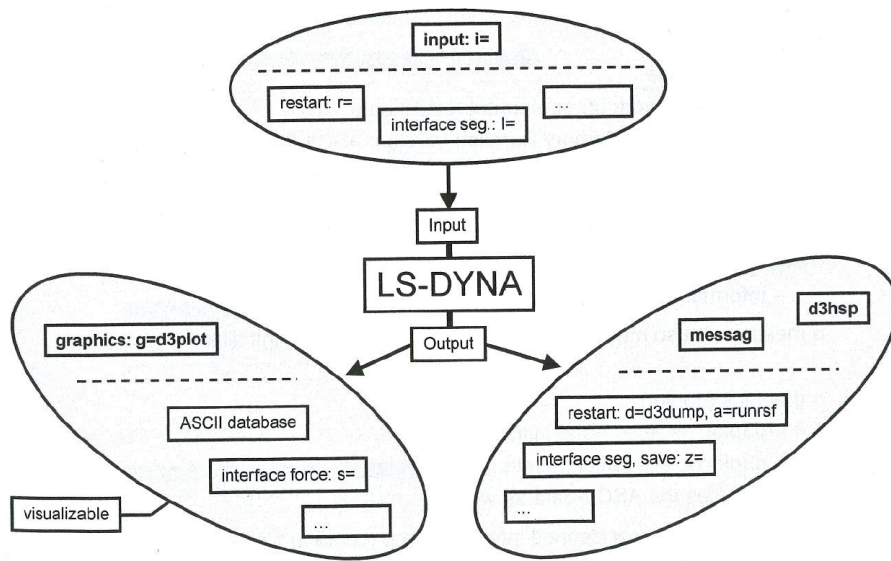 input: i=
restart: r=
...
interface seg.: l=
Input
LS-DYNA
Output
graphics: g=d3plot
ASCII database
interface force: s=
...
visualizable
d3hsp
messag
restart: d=d3dump, a=runrsf
interface seg, save: z=
...